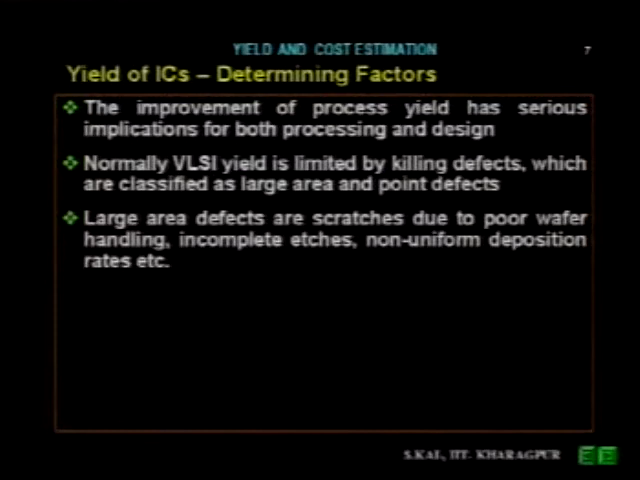 YIELD AND COST ESTIMATION
7
Yield of ICs – Determining Factors
❖ The improvement of process yield has serious
implications for both processing and design
❖ Normally VLSI yield is limited by killing defects, which
are classified as large area and point defects
❖ Large area defects are scratches due to poor wafer
handling, incomplete etches, non-uniform deposition
rates etc.
S.KAL, IIT- KHARAGPUR